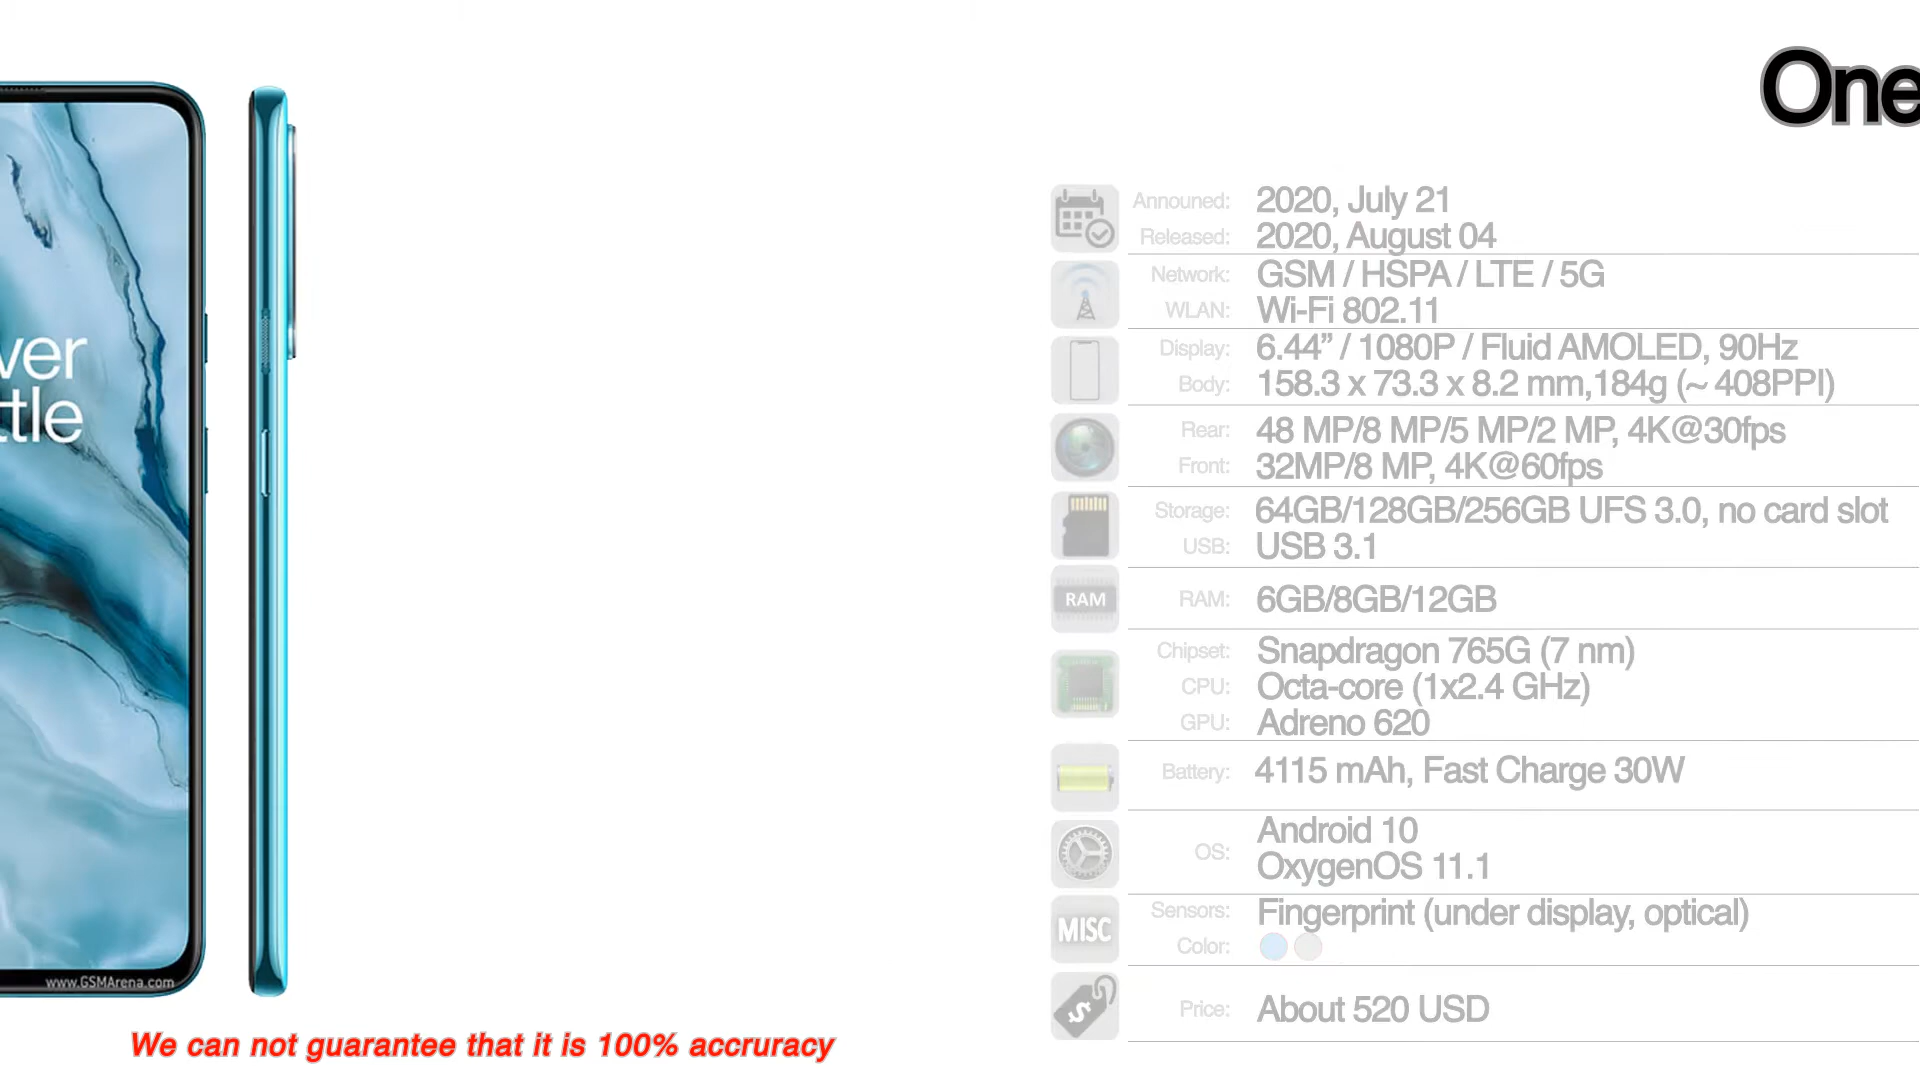 One
ver
ttle
www.GSMArena.com
We can not guarantee that it is 100% accruracy
Announed: 2020, July 21
Released: 2020, August 04
Network: GSM / HSPA / LTE / 5G
WLAN: Wi-Fi 802.11
Display: 6.44” / 1080P / Fluid AMOLED, 90Hz
Body: 158.3 x 73.3 x 8.2 mm,184g (~ 408PPI)
Rear: 48 MP/8 MP/5 MP/2 MP, 4K@30fps
Front: 32MP/8 MP, 4K@60fps
Storage: 64GB/128GB/256GB UFS 3.0, no card slot
USB: USB 3.1
RAM
RAM: 6GB/8GB/12GB
Chipset: Snapdragon 765G (7 nm)
CPU: Octa-core (1x2.4 GHz)
GPU: Adreno 620
Battery: 4115 mAh, Fast Charge 30W
OS: Android 10
OxygenOS 11.1
MISC
Sensors: Fingerprint (under display, optical)
Color:
$
Price: About 520 USD